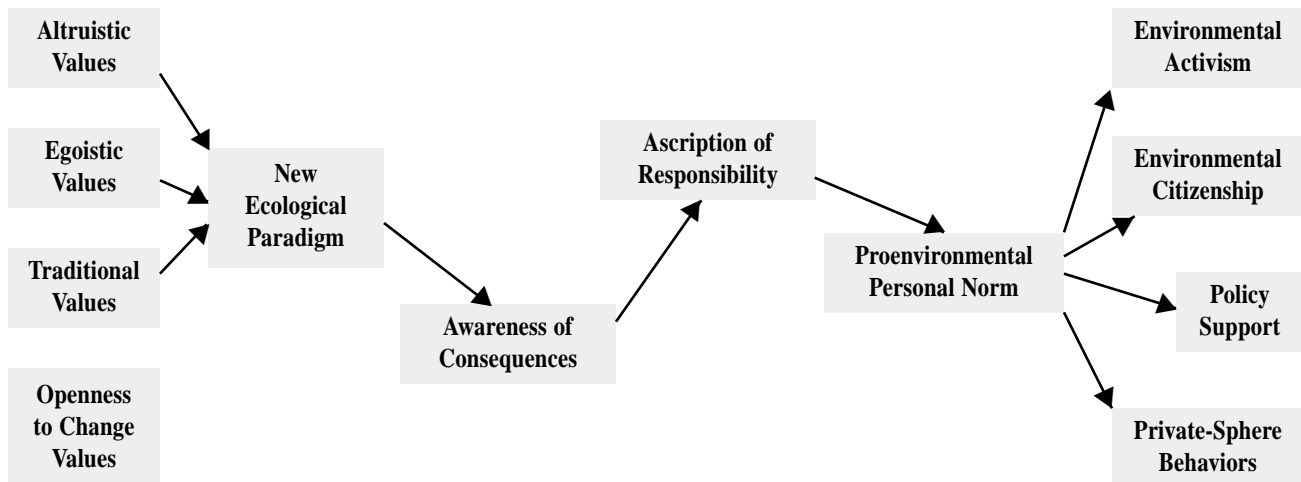 Altruistic
Values
Egoistic
Values
Traditional
Values
Openness
to Change
Values
New
Ecological
Paradigm
Awareness of
Consequences
Ascription of
Responsibility
Proenvironmental
Personal Norm
Environmental
Activism
Environmental
Citizenship
Policy
Support
Private-Sphere
Behaviors